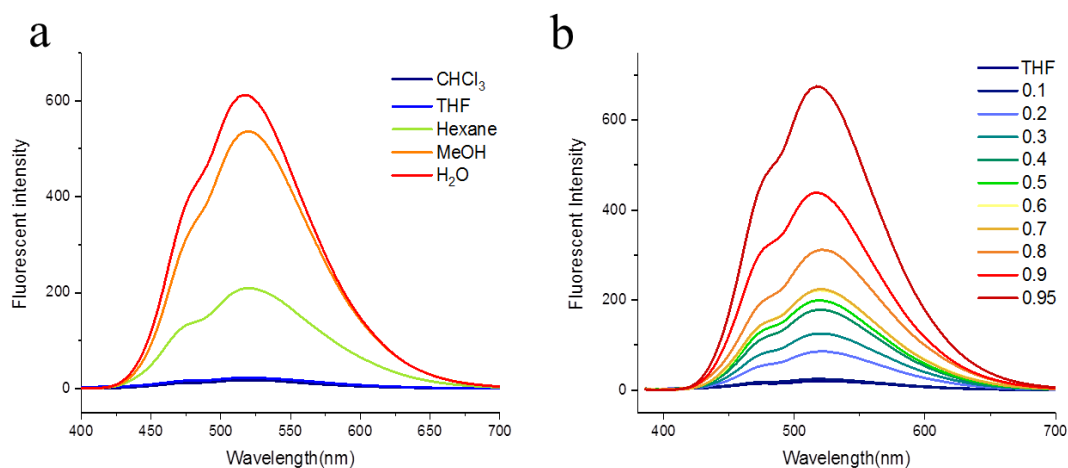 a
CHCl₃
THF
Hexane
MeOH
H₂O
600
400
200
0
Fluorescent Intensity
400
450
500
550
600
650
700
Wavelength(nm)
b
THF
0.1
0.2
0.3
0.4
0.5
0.6
0.7
0.8
0.9
0.95
600
400
200
0
Fluorescent Intensity
400
500
600
700
Wavelength(nm)